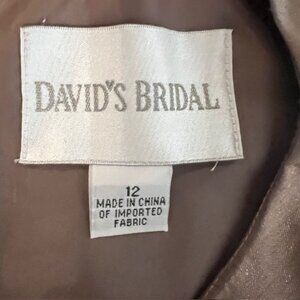 DAVID'S BRIDAL
12
MADE IN CHINA
OF IMPORTED
FABRIC